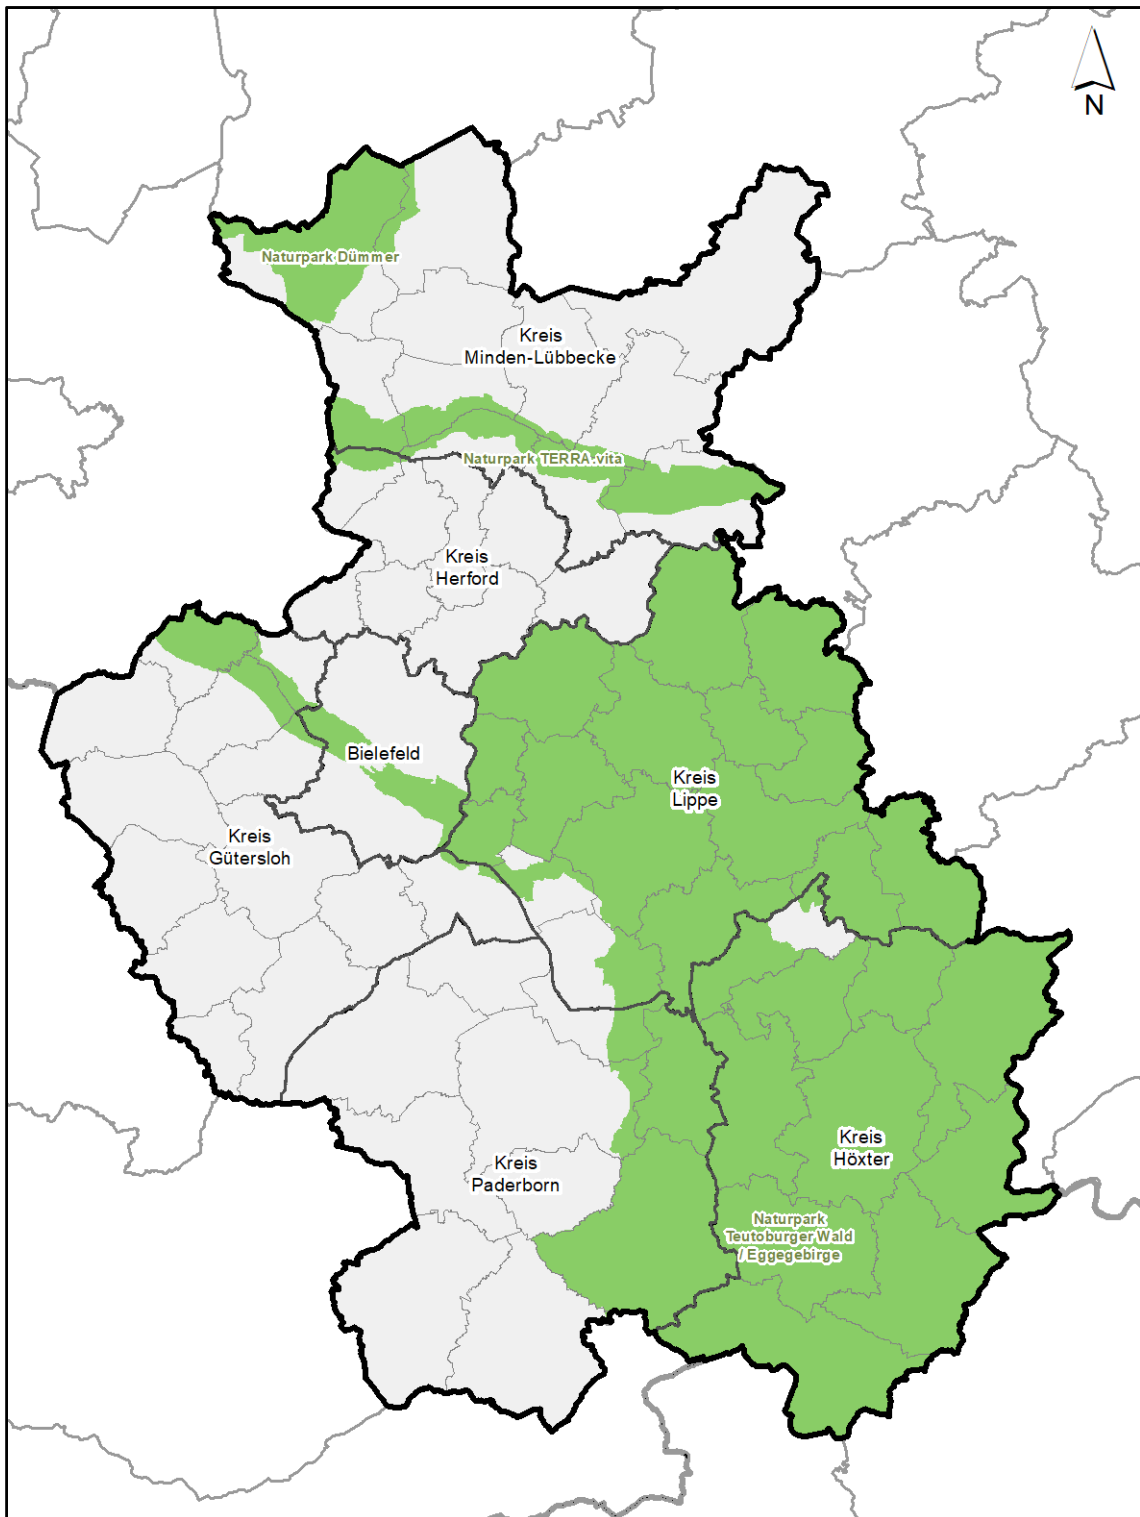 N
Naturpark Dümmer
Kreis
Minden-Lübbecke
Naturpark TERRA.vita
Kreis
Herford
Bielefeld
Kreis
Lippe
Kreis
Gütersloh
Kreis
Höxter
Kreis
Paderborn
Naturpark
Teutoburger Wald
/ Eggegebirge